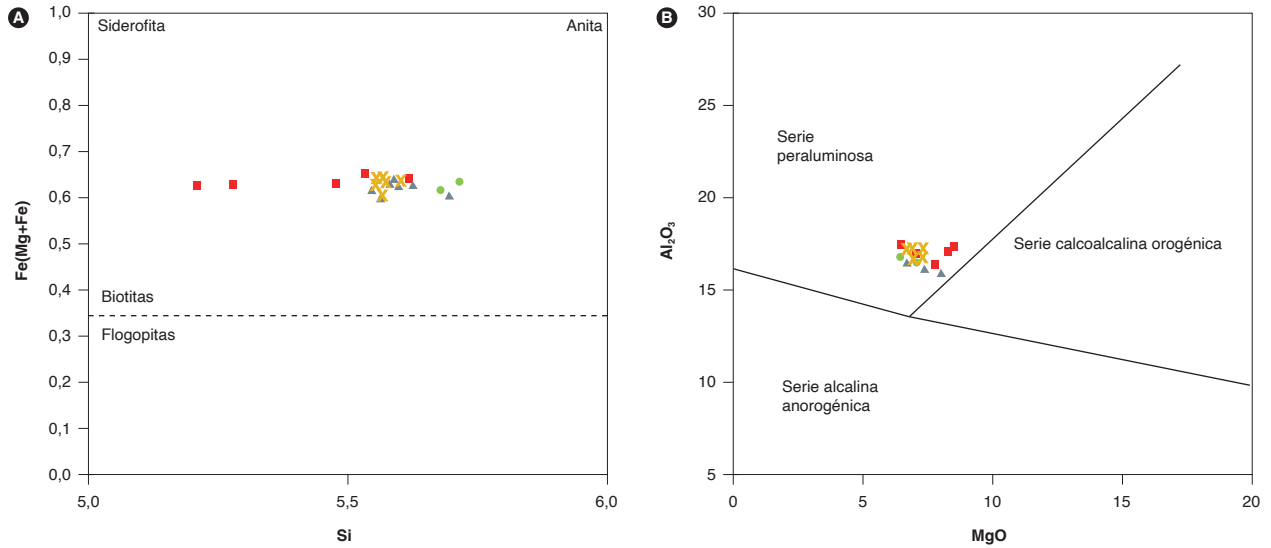 A
1,0
0,9
0,8
0,7
0,6
0,5
0,4
0,3
0,2
0,1
0,0
Fe(Mg+Fe)
Siderofita
Anita
Biotitas
Flogopitas
5,0
5,5
6,0
Si
B
30
25
20
15
10
5
Al₂O₃
Serie
peraluminosa
Serie calcoalcalina orogénica
Serie alcalina
anorogénica
0
5
10
15
20
MgO